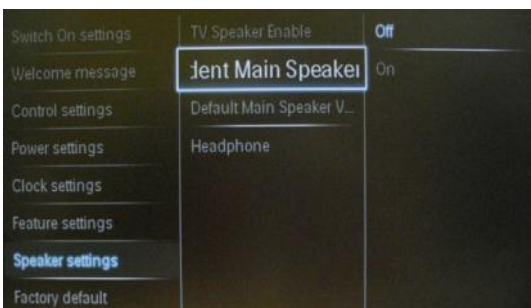 Switch On settings
Welcome message
Control settings
Power settings
Clock settings
Feature settings
Speaker settings
Factory default
TV Speaker Enable
dent Main Speaker
Default Main Speaker V...
Headphone
Off
On